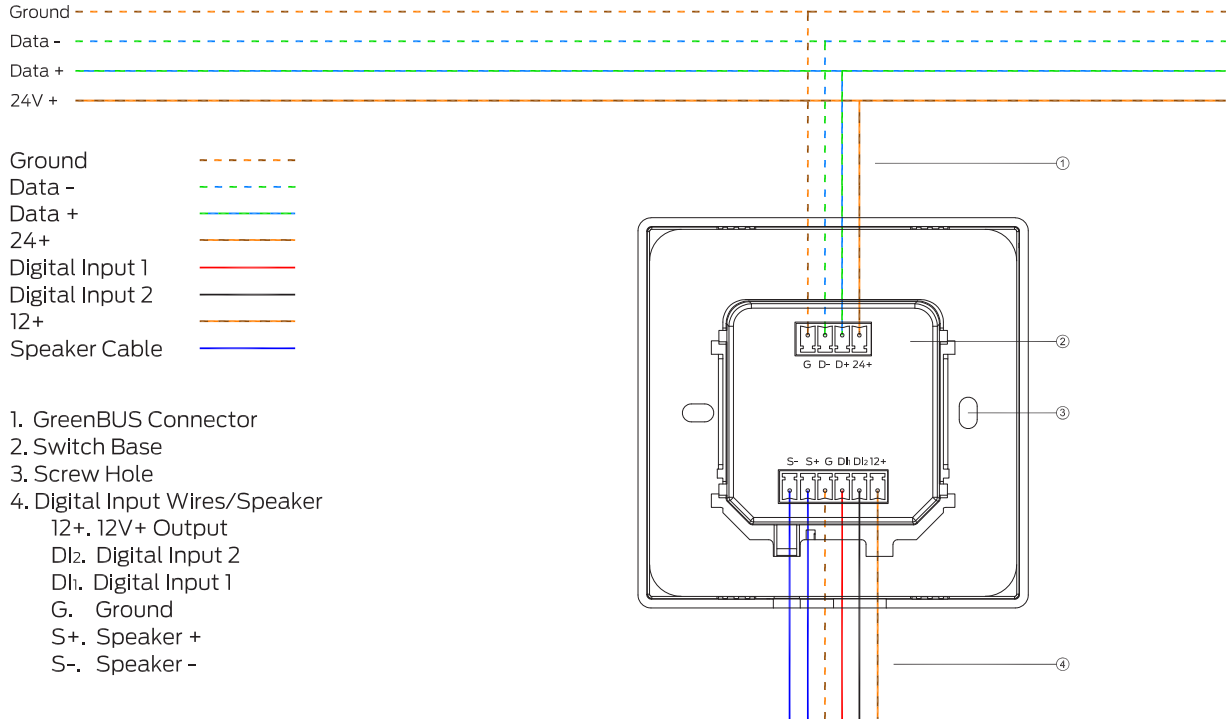 Ground
Data -
Data +
24V +
Ground
Data -
Data +
24+
Digital Input 1
Digital Input 2
12+
Speaker Cable
1. GreenBUS Connector
2. Switch Base
3. Screw Hole
4. Digital Input Wires/Speaker
12+. 12V+ Output
DI2. Digital Input 2
DI1. Digital Input 1
G. Ground
S+. Speaker +
S-. Speaker -
1
G D- D+ 24+
2
3
S- S+ G DI1 DI2 12+
4